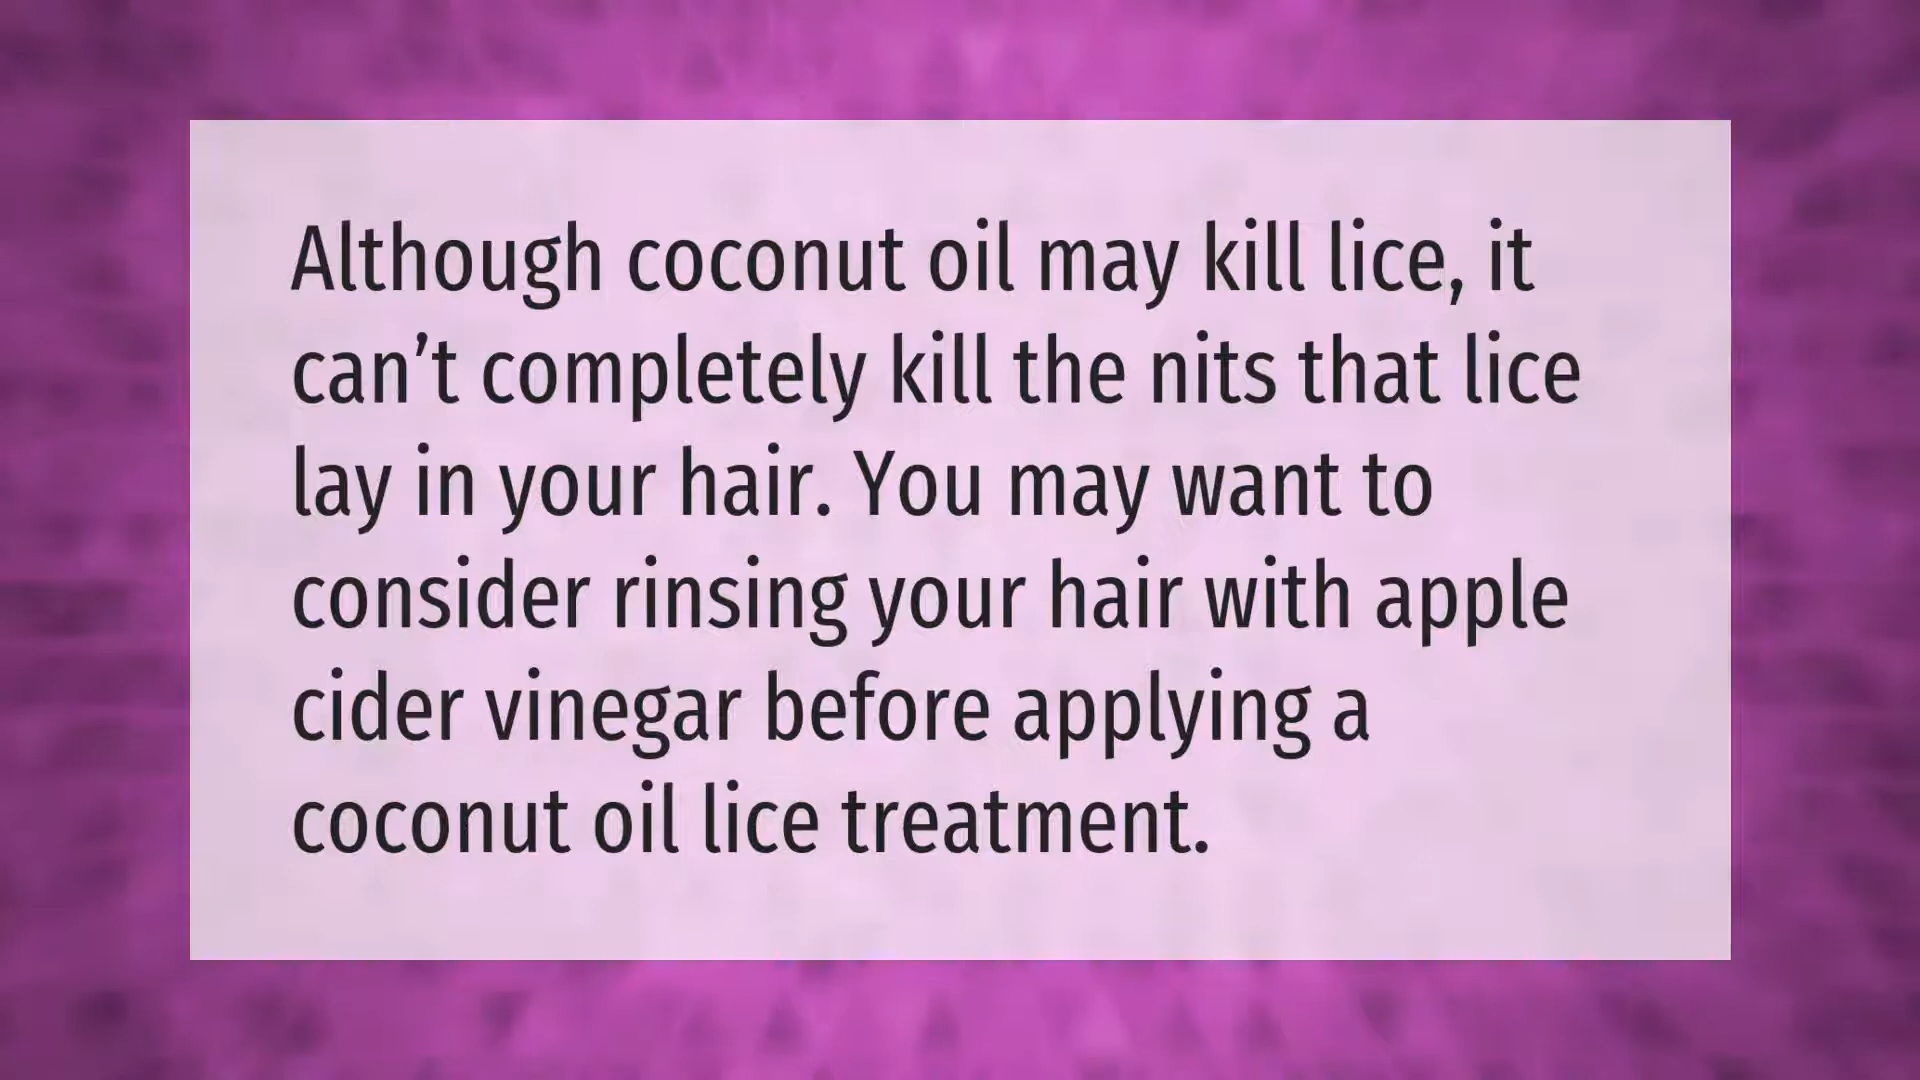 Although coconut oil may kill lice, it
can’t completely kill the nits that lice
lay in your hair. You may want to
consider rinsing your hair with apple
cider vinegar before applying a
coconut oil lice treatment.